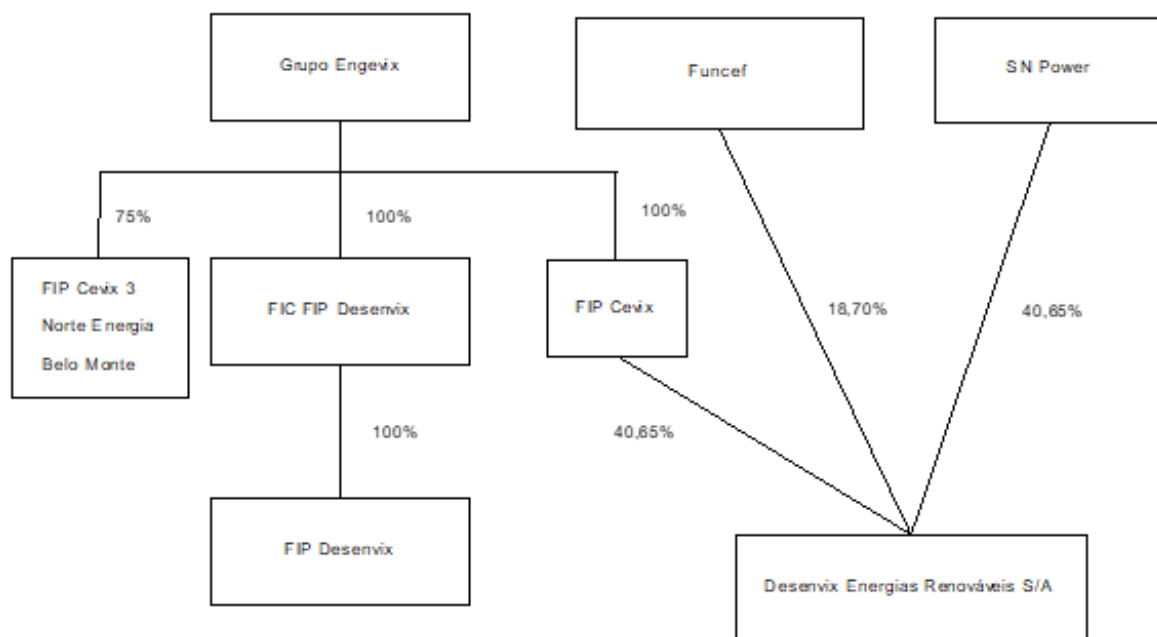 Grupo Engevix
Funcef
SN Power
75%
100%
100%
FIP Cevix 3
Norte Energia
Belo Monte
FIC FIP Desenvix
FIP Cevix
18,70%
40,65%
100%
40,65%
FIP Desenvix
Desenvix Energias Renováveis S/A